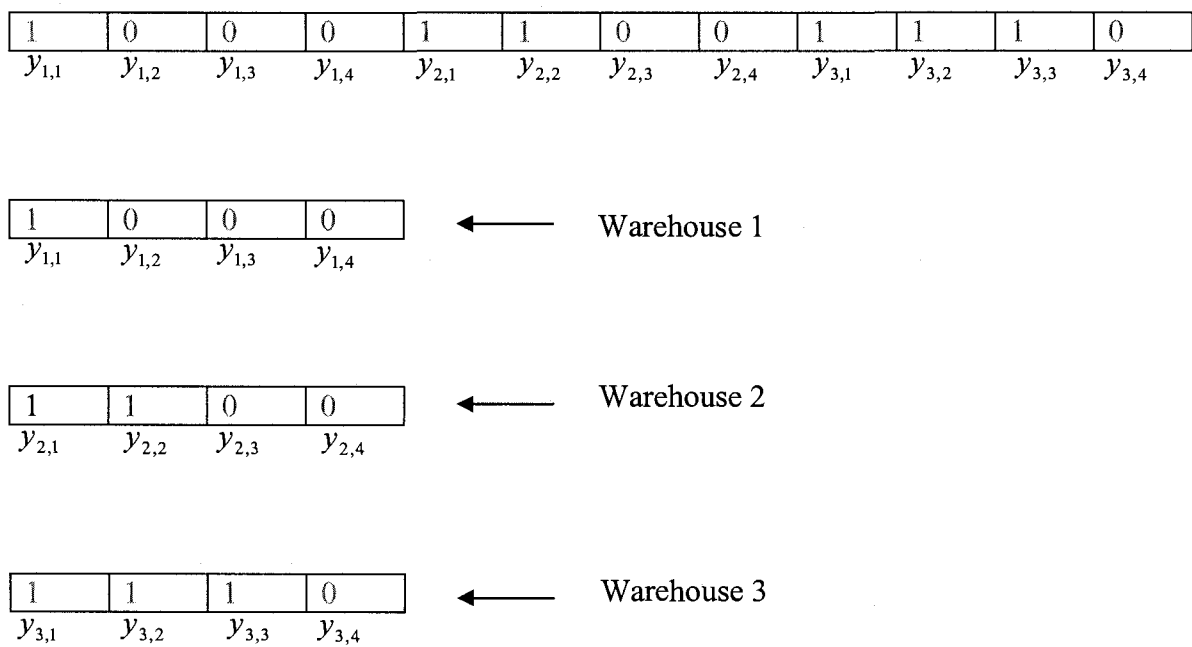 1 0 0 0 1 1 0 0 1 1 1 0
y1,1 y1,2 y1,3 y1,4 y2,1 y2,2 y2,3 y2,4 y3,1 y3,2 y3,3 y3,4
1 0 0 0 Warehouse 1
y1,1 y1,2 y1,3 y1,4
1 1 0 0 Warehouse 2
y2,1 y2,2 y2,3 y2,4
1 1 1 0 Warehouse 3
y3,1 y3,2 y3,3 y3,4